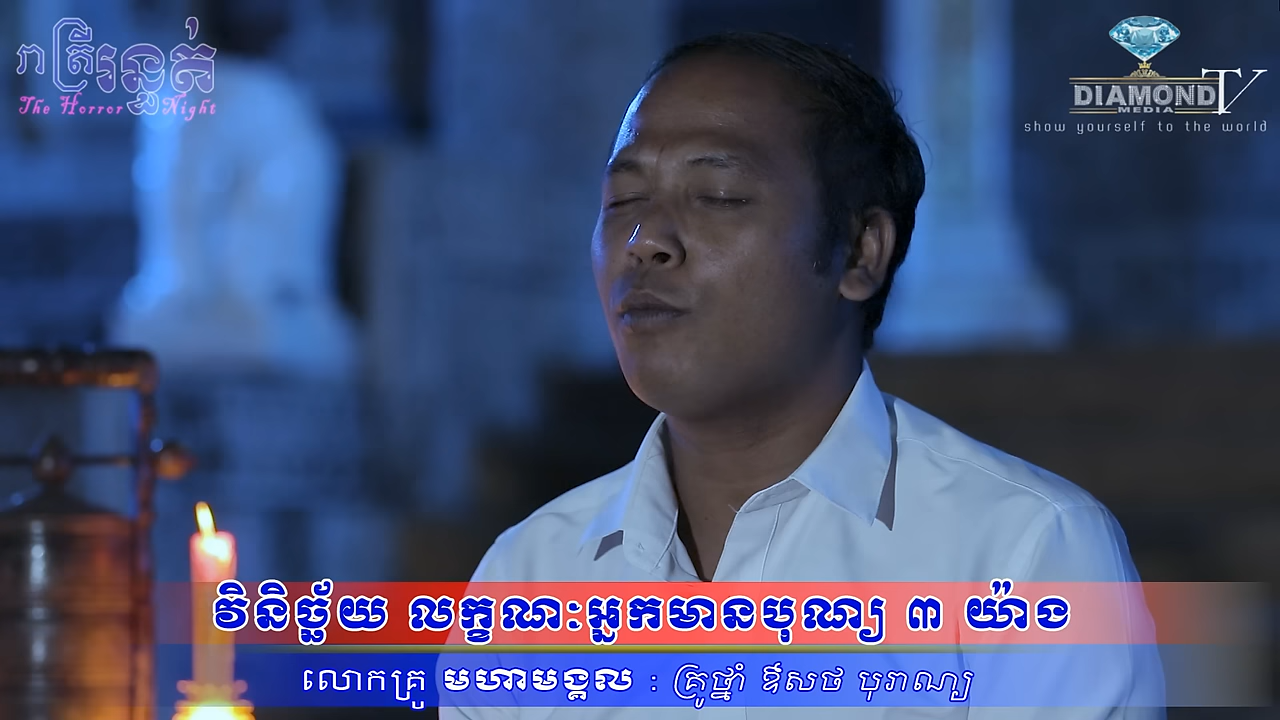 រាត្រីរន្ធត់
The Horror Night
DIAMOND TV
MEDIA
show yourself to the world
វិនិច្ឆ័យ លក្ខណៈអ្នកមានបុណ្យ ៣ យ៉ាង
លោកគ្រូ មហាមង្គល : គ្រូថ្នាំ ឱសថ បុរាណ្យ